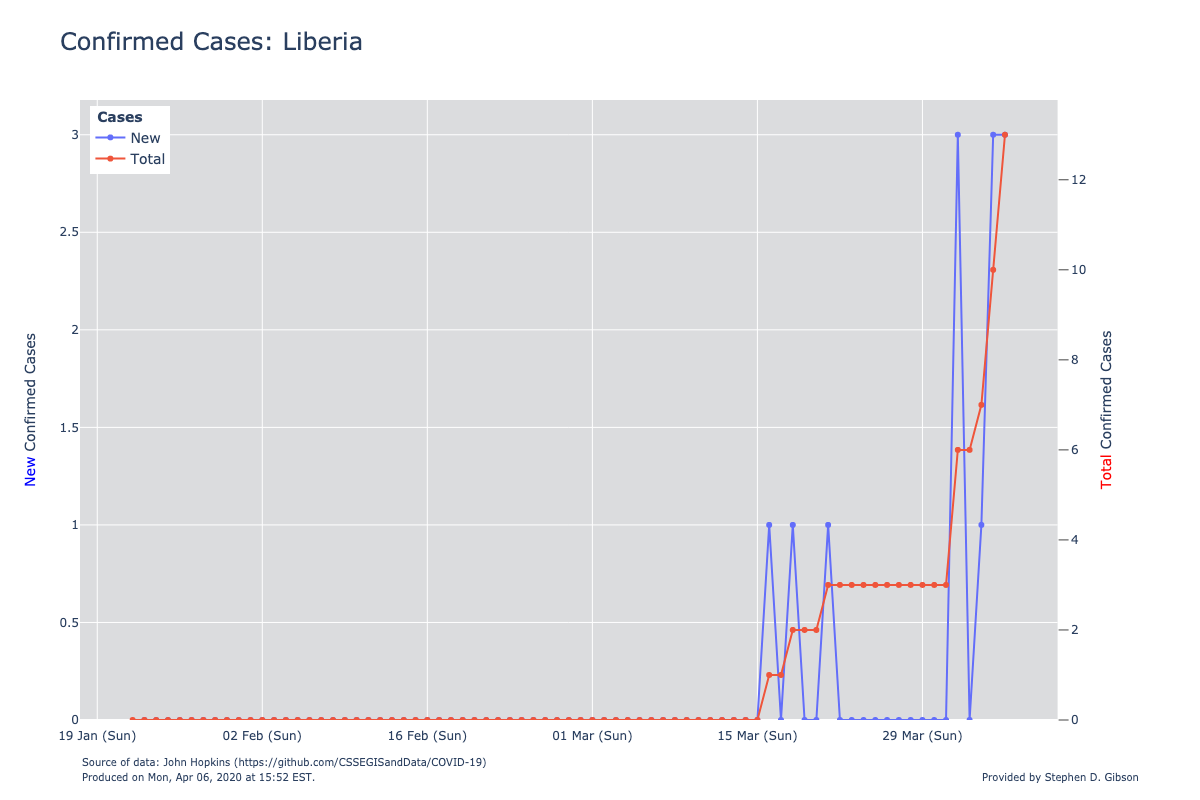 Confirmed Cases: Liberia
Cases
New
Total
3
2.5
2
1.5
1
0.5
0
New Confirmed Cases
12
10
8
6
4
2
0
Total Confirmed Cases
19 Jan (Sun)
02 Feb (Sun)
16 Feb (Sun)
01 Mar (Sun)
15 Mar (Sun)
29 Mar (Sun)
Source of data: John Hopkins (https://github.com/CSSEGISandData/COVID-19)
Produced on Mon, Apr 06, 2020 at 15:52 EST.
Provided by Stephen D. Gibson